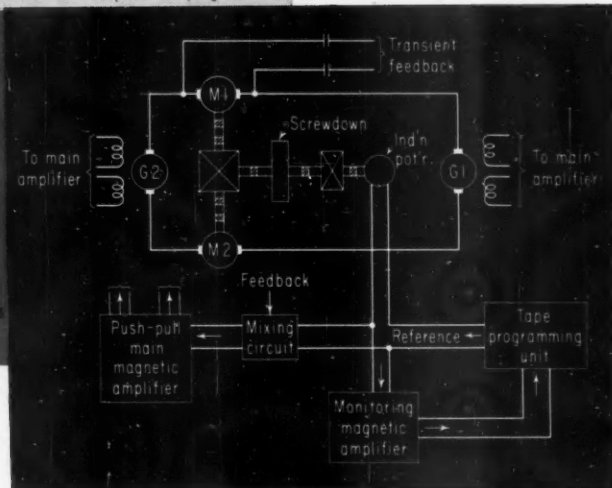 Transient
feedback
M1
Screwdown
Ind'n
pot'r.
To main
amplifier
G2
G1
To main
amplifier
M2
Feedback
Push-pull
main
magnetic
amplifier
Mixing
circuit
Reference
Tape
programming
unit
Monitoring
magnetic
amplifier